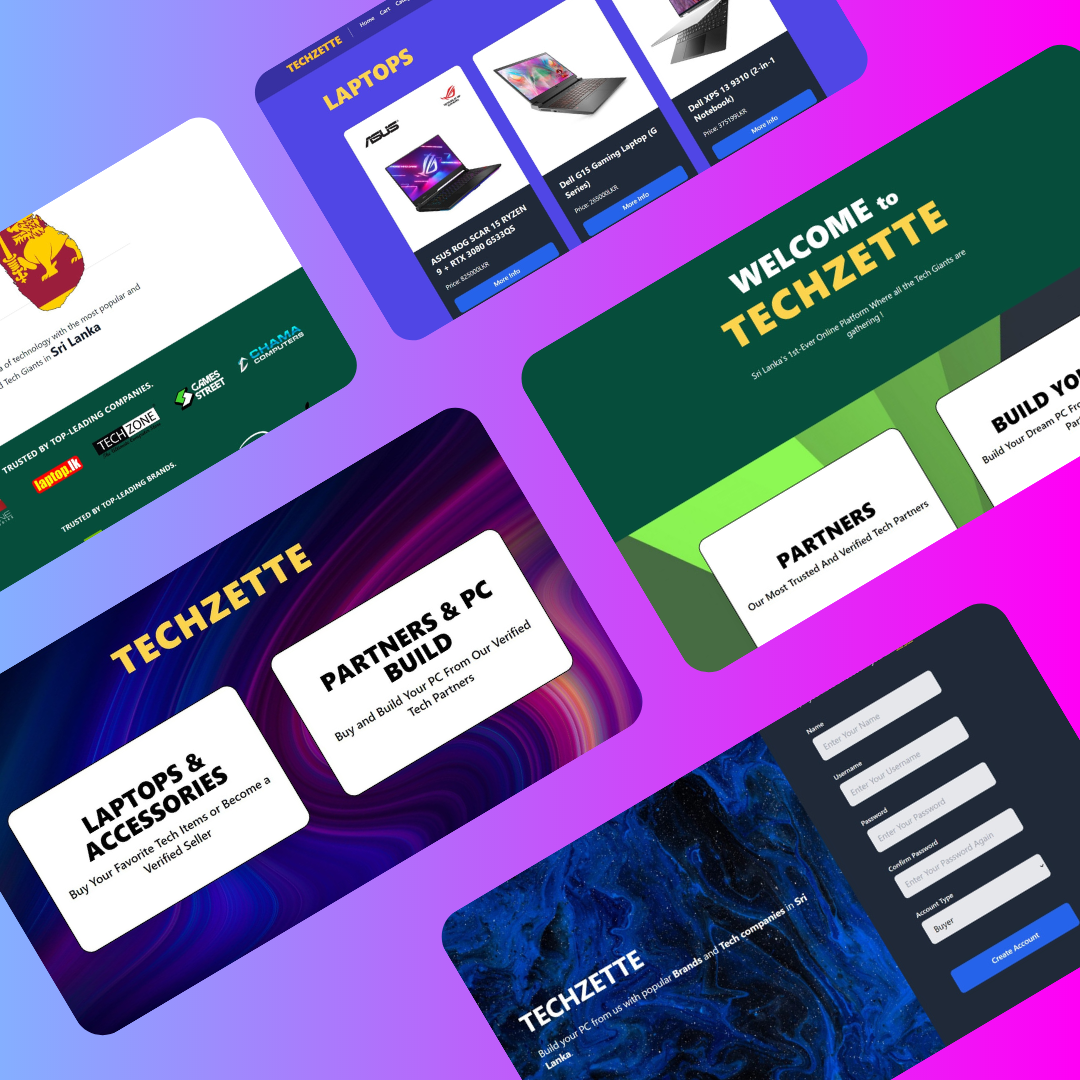 TECHZETTE
Home
Cart
LAPTOPS
ASUS
ASUS ROG SCAR 15 RYZEN
9 + RTX 3080 G533QS
Price: 825000LKR
More Info
Dell G15 Gaming Laptop (G
Series)
Price: 265000LKR
More Info
Dell XPS 13 9310 (2-in-1
Notebook)
Price: 375199LKR
More Info
a of technology with the most popular and
d Tech Giants in Sri Lanka
TRUSTED BY TOP-LEADING COMPANIES.
laptop.lk
TECHZONE
GAMES
STREET
CHAMA
COMPUTERS
TRUSTED BY TOP-LEADING BRANDS.
WELCOME to
TECHZETTE
Sri Lanka's 1st-Ever Online Platform Where all the Tech Giants are
gathering !
PARTNERS
Our Most Trusted And Verified Tech Partners
BUILD YO
Build Your Dream PC Fro
Par
TECHZETTE
LAPTOPS &
ACCESSORIES
Buy Your Favorite Tech Items or Become a
Verified Seller
PARTNERS & PC
BUILD
Buy and Build Your PC From Our Verified
Tech Partners
TECHZETTE
Build your PC from us with popular Brands and Tech companies in Sri
Lanka.
Name
Enter Your Name
Username
Enter Your Username
Password
Enter Your Password
Confirm Password
Enter Your Password Again
Account Type
Buyer
Create Account